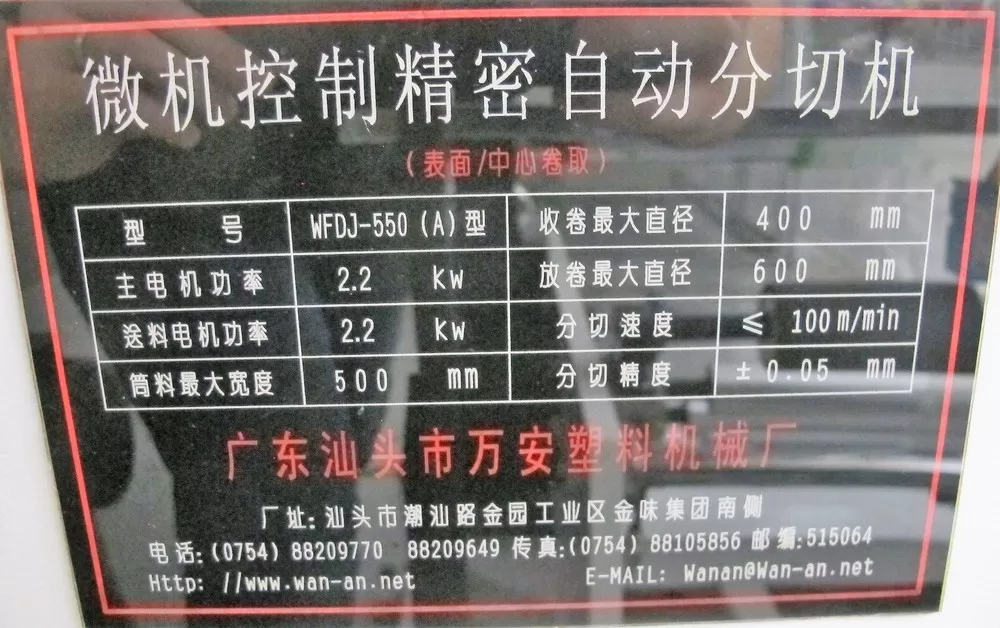 微机控制精密自动分切机
(表面/中心卷取)
型 号 WFDJ-550 (A)型 收卷最大直径 400 mm
主电机功率 2.2 kw 放卷最大直径 600 mm
送料电机功率 2.2 kw 分切速度 ≤ 100m/min
筒料最大宽度 500 mm 分切精度 ± 0.05 mm
广东汕头市万安塑料机械厂
厂址:汕头市潮汕路金园工业区金味集团南侧
电话:(0754) 88209770 88209649 传真:(0754) 88105856 邮编:515064
Http: //www.wan-an.net E-MAIL: Wanan@Wan-an.net